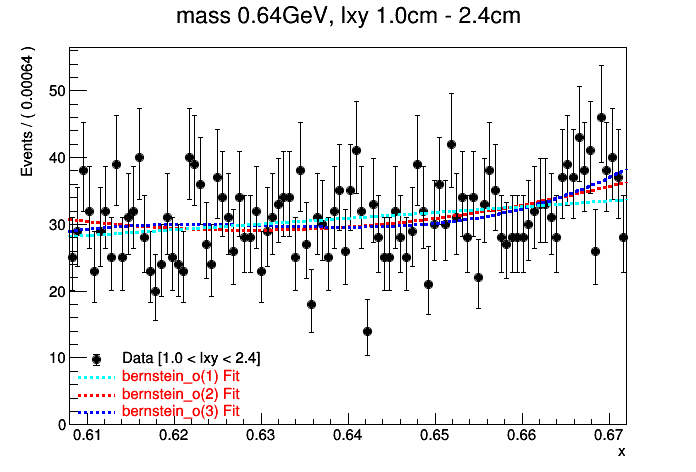 mass 0.64GeV, lxy 1.0cm - 2.4cm
Events / ( 0.00064 )
50
40
30
20
10
0
Data [1.0 < lxy < 2.4]
bernstein_o(1) Fit
bernstein_o(2) Fit
bernstein_o(3) Fit
0.61 0.62 0.63 0.64 0.65 0.66 0.67
x